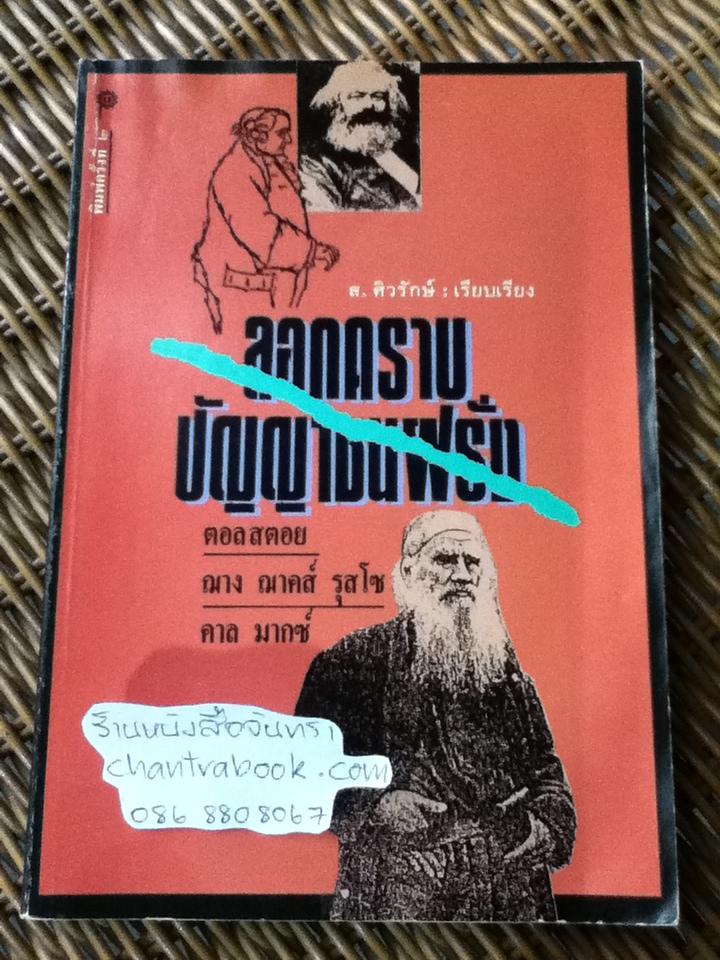 พิมพ์ครั้งที่ ๒
ส. ศิวรักษ์ : เรียบเรียง
ลอกคราบ
ปัญญาชนฝรั่ง
ตอลสตอย
ฌาง ฌาคส์ รุสโซ
คาล มากซ์
ร้านหนังสือจันทรา
chantrabook.com
086 8808067